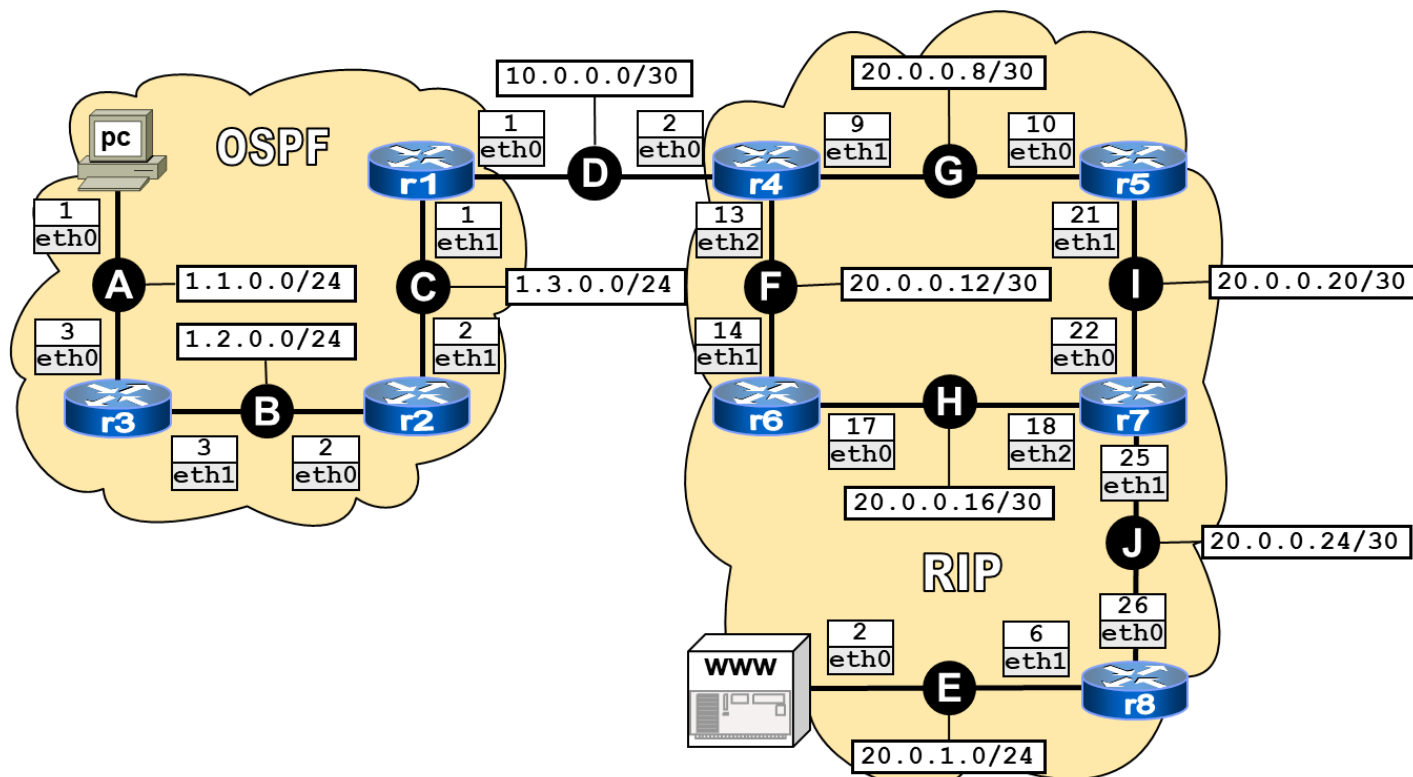 10.0.0.0/30
20.0.0.8/30
pc
OSPF
1
eth0
2
eth0
9
eth1
10
eth0
r1
D
r4
G
r5
1
eth0
1
eth1
13
eth2
21
eth1
A
1.1.0.0/24
C
1.3.0.0/24
F
20.0.0.12/30
I
20.0.0.20/30
3
eth0
1.2.0.0/24
2
eth1
14
eth1
22
eth0
r3
B
r2
r6
H
r7
3
eth1
2
eth0
17
eth0
18
eth2
25
eth1
20.0.0.16/30
J
20.0.0.24/30
RIP
26
eth0
www
2
eth0
6
eth1
E
r8
20.0.1.0/24